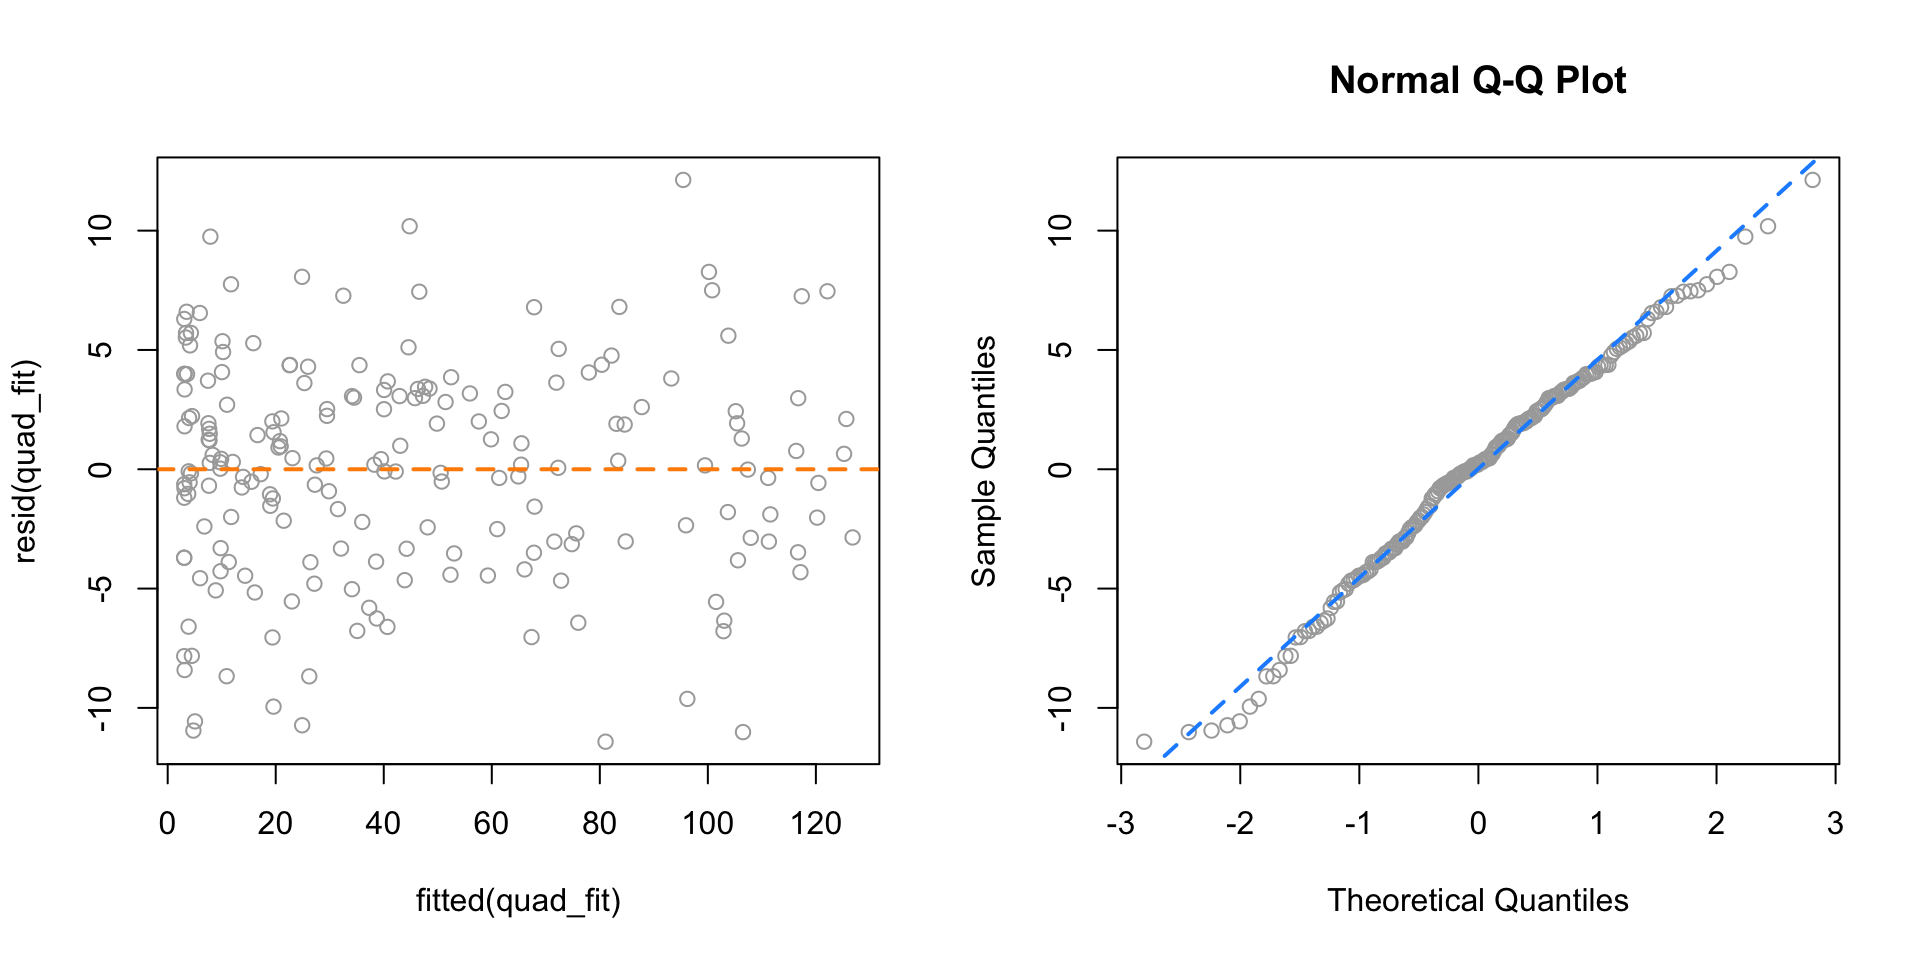 resid(quad_fit)
10
5
0
-5
-10
0 20 40 60 80 100 120
fitted(quad_fit)
Normal Q-Q Plot
Sample Quantiles
10
5
0
-5
-10
-3 -2 -1 0 1 2 3
Theoretical Quantiles